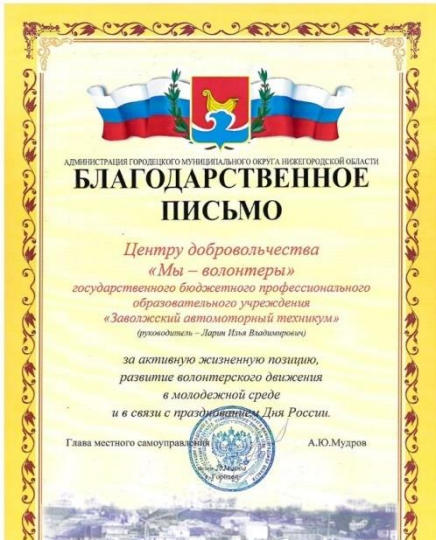 АДМИНИСТРАЦИЯ ГОРОДЕЦКОГО МУНИЦИПАЛЬНОГО ОКРУГА НИЖЕГОРОДСКОЙ ОБЛАСТИ
БЛАГОДАРСТВЕННОЕ
ПИСЬМО
Центру добровольчества
«Мы – волонтеры»
государственного бюджетного профессионального
образовательного учреждения
«Заволжский автомоторный техникум»
(руководитель – Ларин Илья Владимирович)
за активную жизненную позицию,
развитие волонтерского движения
в молодежной среде
и в связи с празднованием Дня России.
Глава местного самоуправления А.Ю.Мудров
г.Городец